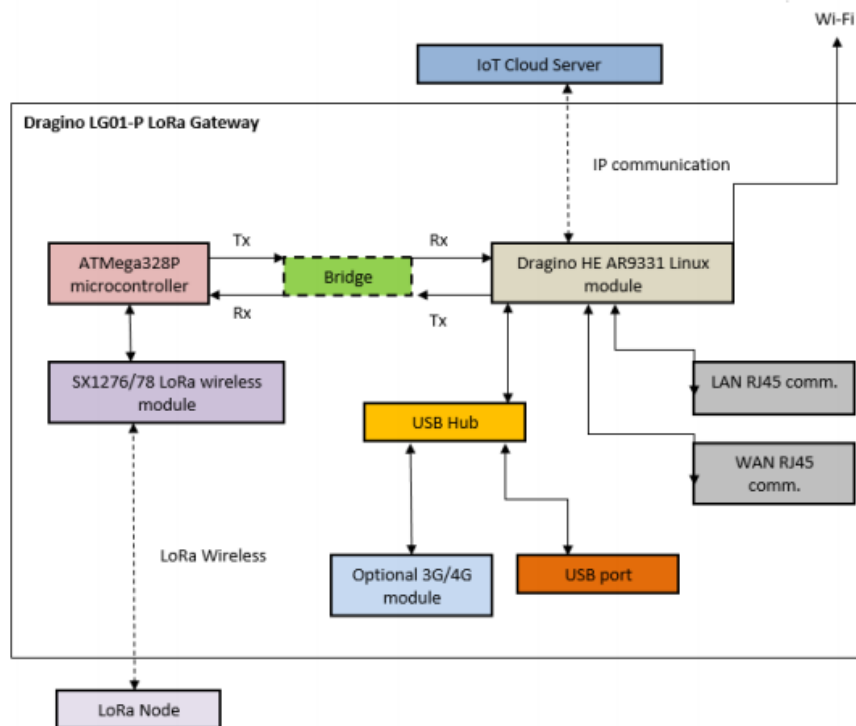 Wi-Fi
IoT Cloud Server
Dragino LG01-P LoRa Gateway
IP communication
Tx
Rx
ATMega328P
microcontroller
Bridge
Dragino HE AR9331 Linux
module
Rx
Tx
SX1276/78 LoRa wireless
module
LAN RJ45 comm.
USB Hub
WAN RJ45
comm.
LoRa Wireless
Optional 3G/4G
module
USB port
LoRa Node